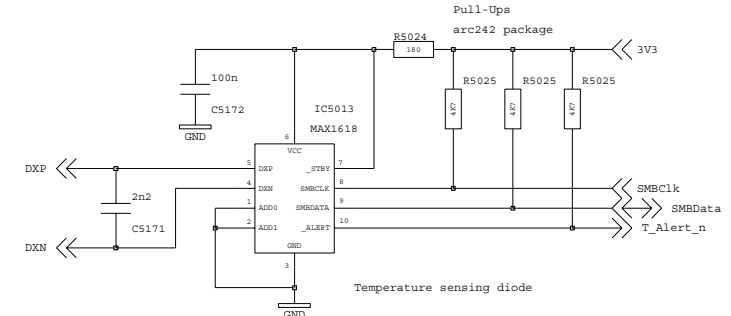 Pull-Ups
arc242 package
R5024
180
3V3
100n
C5172
GND
R5025
R5025
R5025
4K7
4K7
4K7
IC5013
MAX1618
6
VCC
DXP
5
DXP
_STBY
7
4
DXN
SMBCLK
8
SMBClk
2n2
C5171
1
ADD0
SMBDATA
9
SMBData
2
ADD1
_ALERT
10
T_Alert_n
DXN
GND
3
Temperature sensing diode
GND